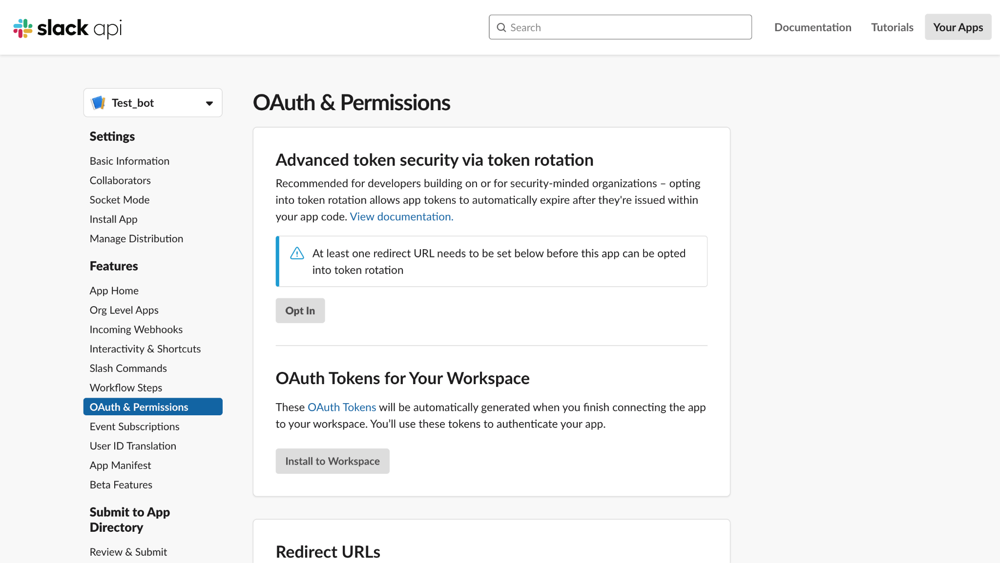 slack api
Search
Documentation
Tutorials
Your Apps
Test_bot
Settings
Basic Information
Collaborators
Socket Mode
Install App
Manage Distribution
Features
App Home
Org Level Apps
Incoming Webhooks
Interactivity & Shortcuts
Slash Commands
Workflow Steps
OAuth & Permissions
Event Subscriptions
User ID Translation
App Manifest
Beta Features
Submit to App
Directory
Review & Submit
OAuth & Permissions
Advanced token security via token rotation
Recommended for developers building on or for security-minded organizations – opting
into token rotation allows app tokens to automatically expire after they're issued within
your app code. View documentation.
At least one redirect URL needs to be set below before this app can be opted
into token rotation
Opt In
OAuth Tokens for Your Workspace
These OAuth Tokens will be automatically generated when you finish connecting the app
to your workspace. You’ll use these tokens to authenticate your app.
Install to Workspace
Redirect URLs